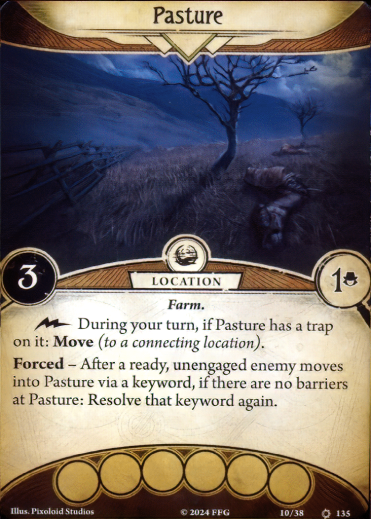 Pasture
3
1
LOCATION
Farm.
During your turn, if Pasture has a trap
on it: Move (to a connecting location).
Forced – After a ready, unengaged enemy moves
into Pasture via a keyword, if there are no barriers
at Pasture: Resolve that keyword again.
Illus. Pixoloid Studios
© 2024 FFG
10/38
135